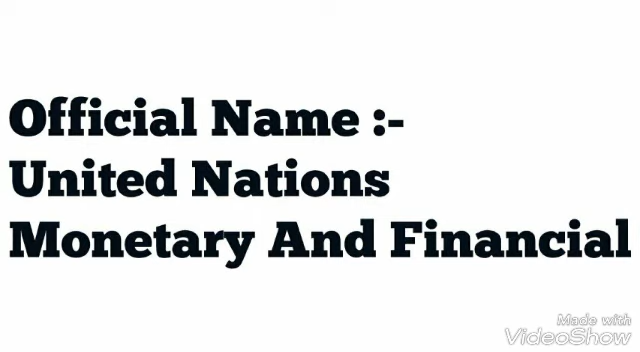 Official Name :-
United Nations
Monetary And Financial
Made with
VideoShow